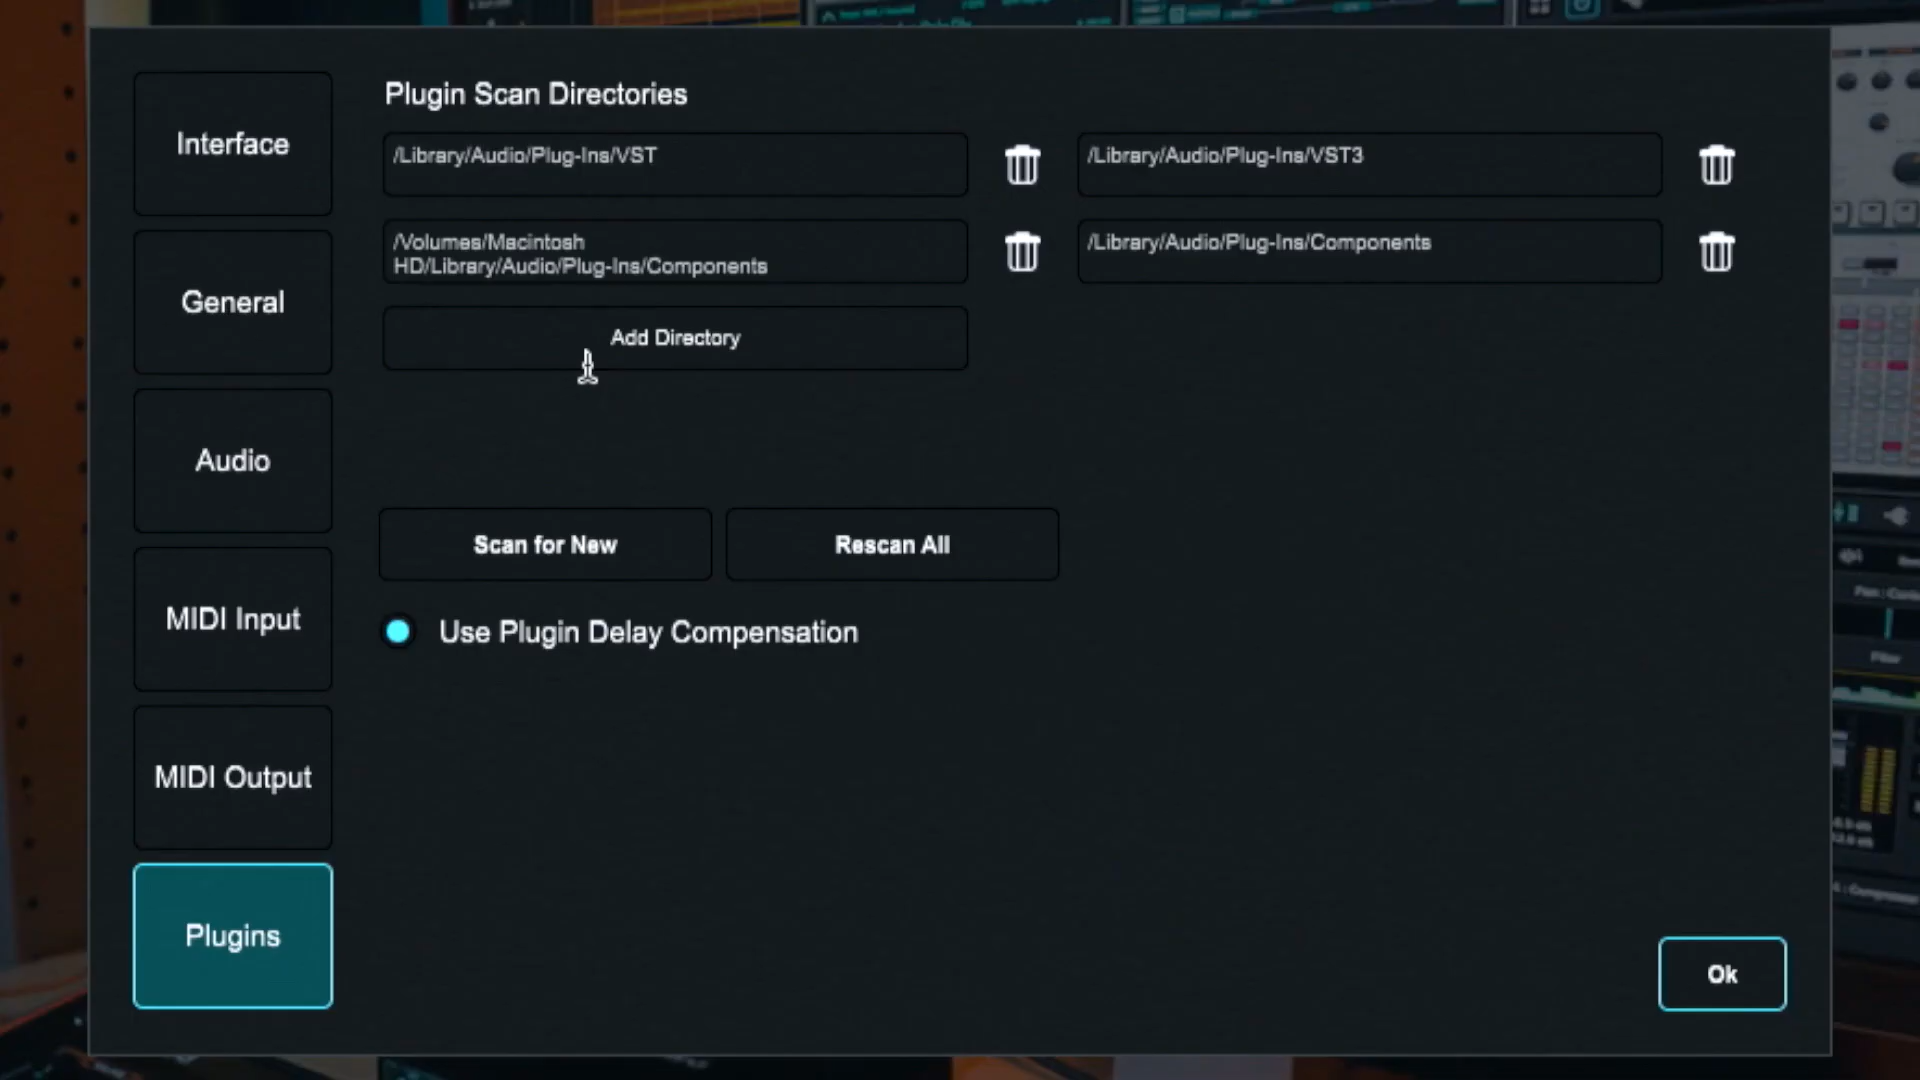 Interface
General
Audio
MIDI Input
MIDI Output
Plugins
Plugin Scan Directories
/Library/Audio/Plug-Ins/VST
/Library/Audio/Plug-Ins/VST3
/Volumes/Macintosh
HD/Library/Audio/Plug-Ins/Components
/Library/Audio/Plug-Ins/Components
Add Directory
Scan for New
Rescan All
Use Plugin Delay Compensation
Ok
Filter